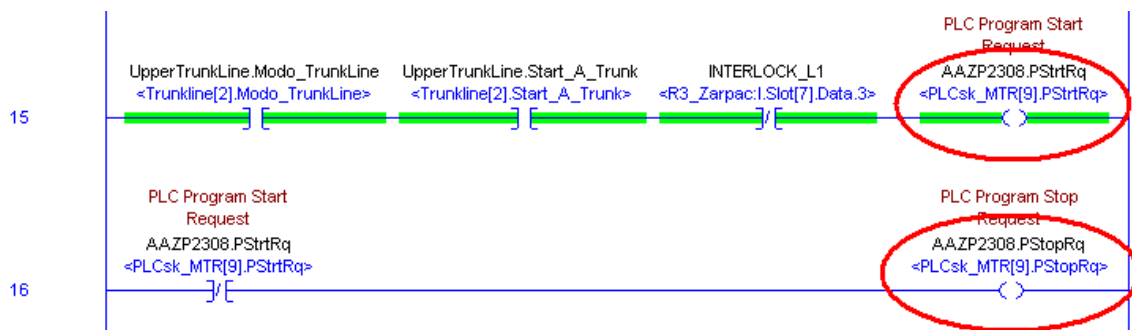 PLC Program Start
Request
UpperTrunkLine.Modo_TrunkLine UpperTrunkLine.Start_A_Trunk INTERLOCK_L1 AAZP2308.PStrtRq
<Trunkline[2].Modo_TrunkLine> <Trunkline[2].Start_A_Trunk> <R3_Zarpac:I.Slot[7].Data.3> <PLCsk_MTR[9].PStrtRq>
15
PLC Program Start PLC Program Stop
Request Request
AAZP2308.PStrtRq AAZP2308.PStopRq
<PLCsk_MTR[9].PStrtRq> <PLCsk_MTR[9].PStopRq>
16